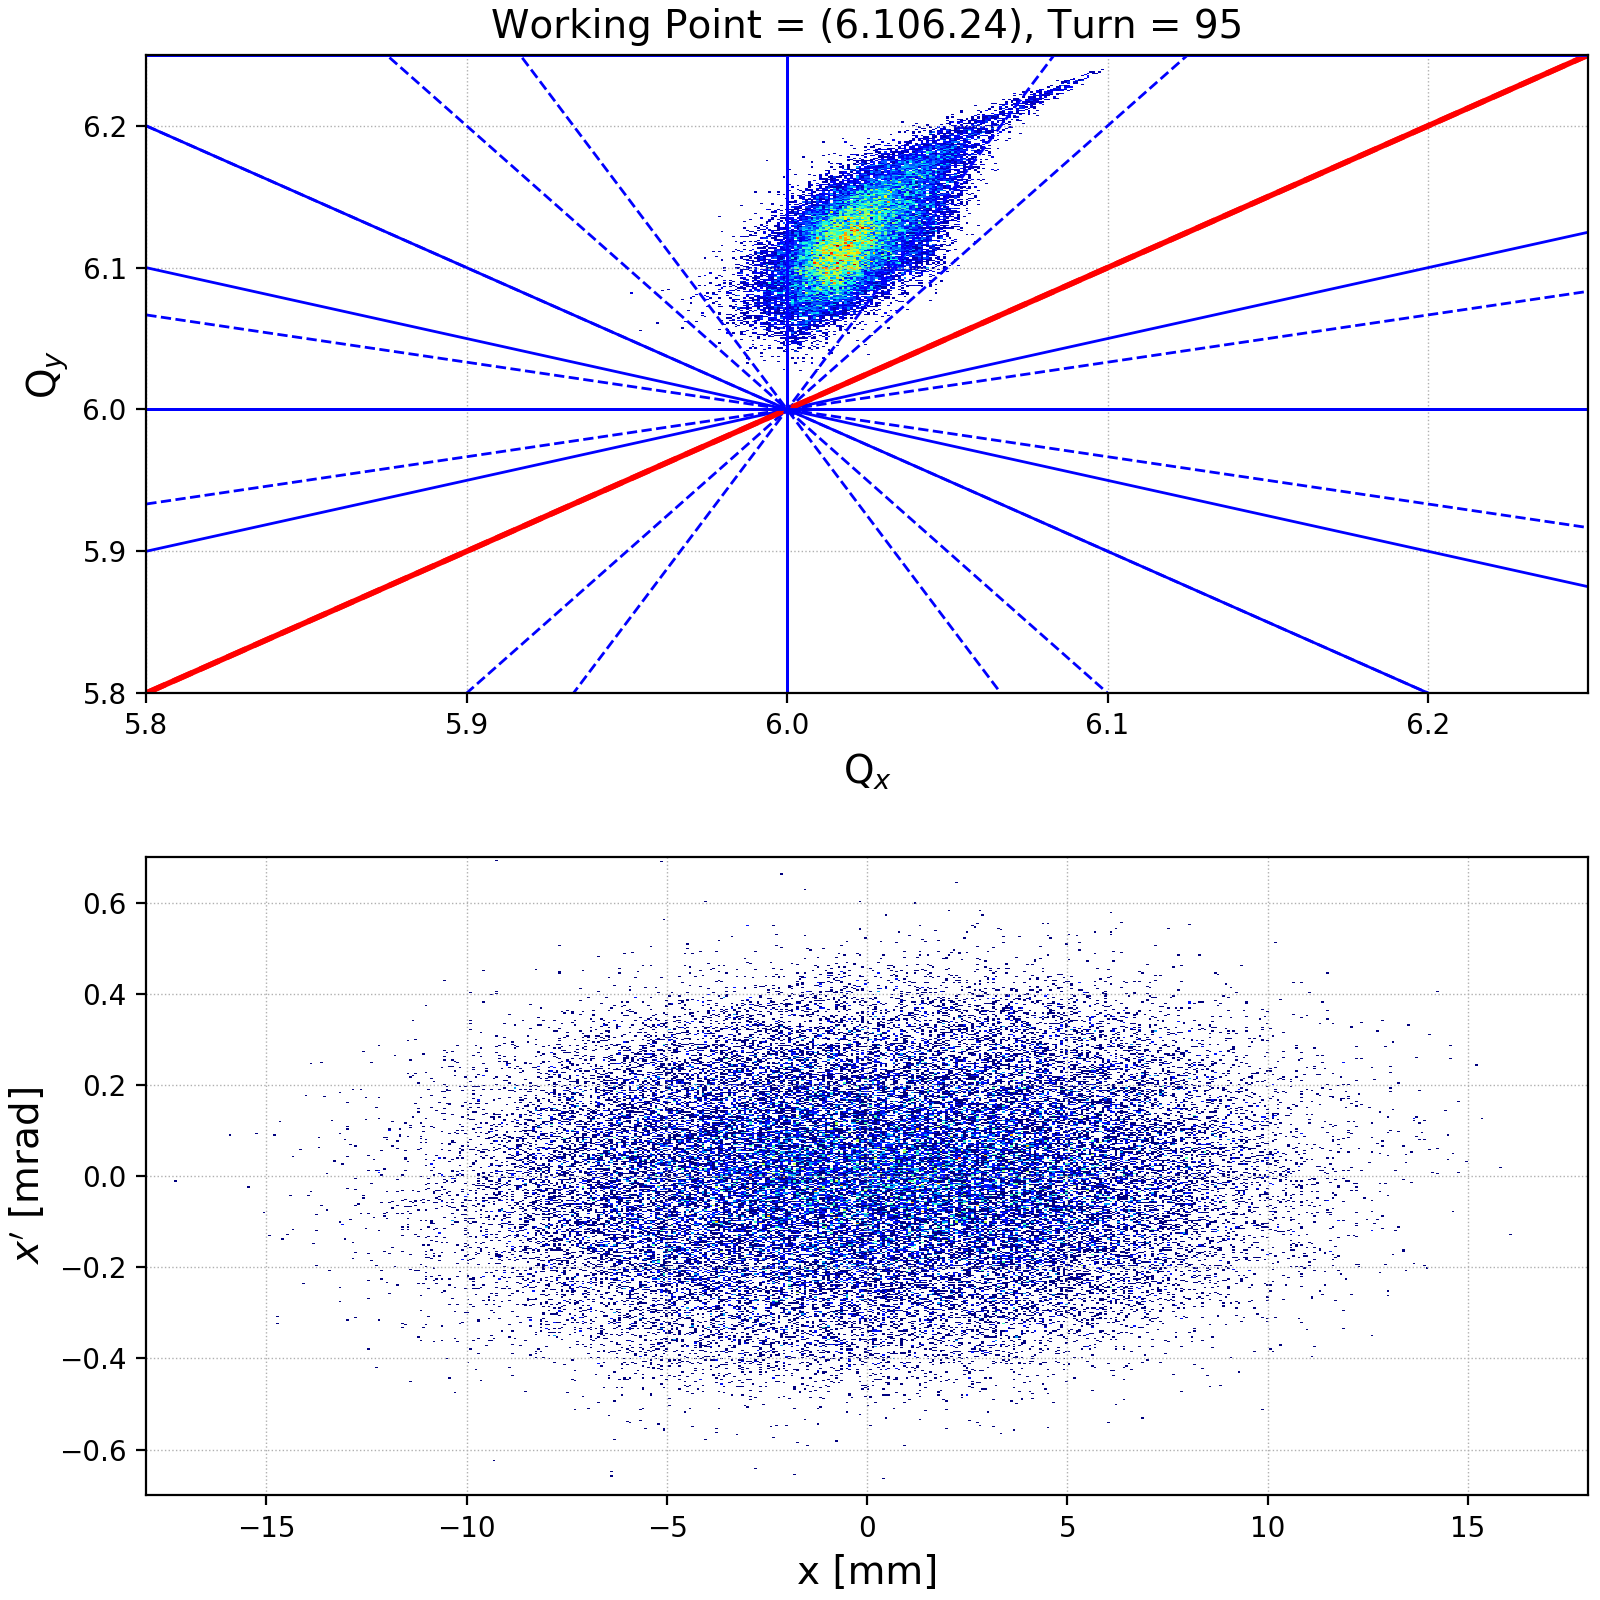 Working Point = (6.106.24), Turn = 95
6.2
6.1
6.0
5.9
5.8
Q_y
5.8 5.9 6.0 6.1 6.2
Q_x
0.6
0.4
0.2
0.0
−0.2
−0.4
−0.6
x′ [mrad]
−15 −10 −5 0 5 10 15
x [mm]